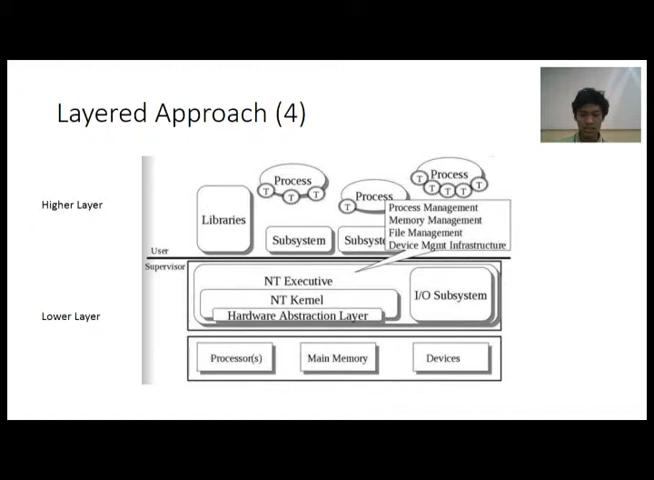 Layered Approach (4)
Higher Layer
Process
T T T
Process
T
Process
T T T T T
Libraries
Process Management
Memory Management
File Management
Device Mgmt Infrastructure
Subsystem
Subsyste
User
Supervisor
NT Executive
NT Kernel
Hardware Abstraction Layer
I/O Subsystem
Lower Layer
Processor(s)
Main Memory
Devices